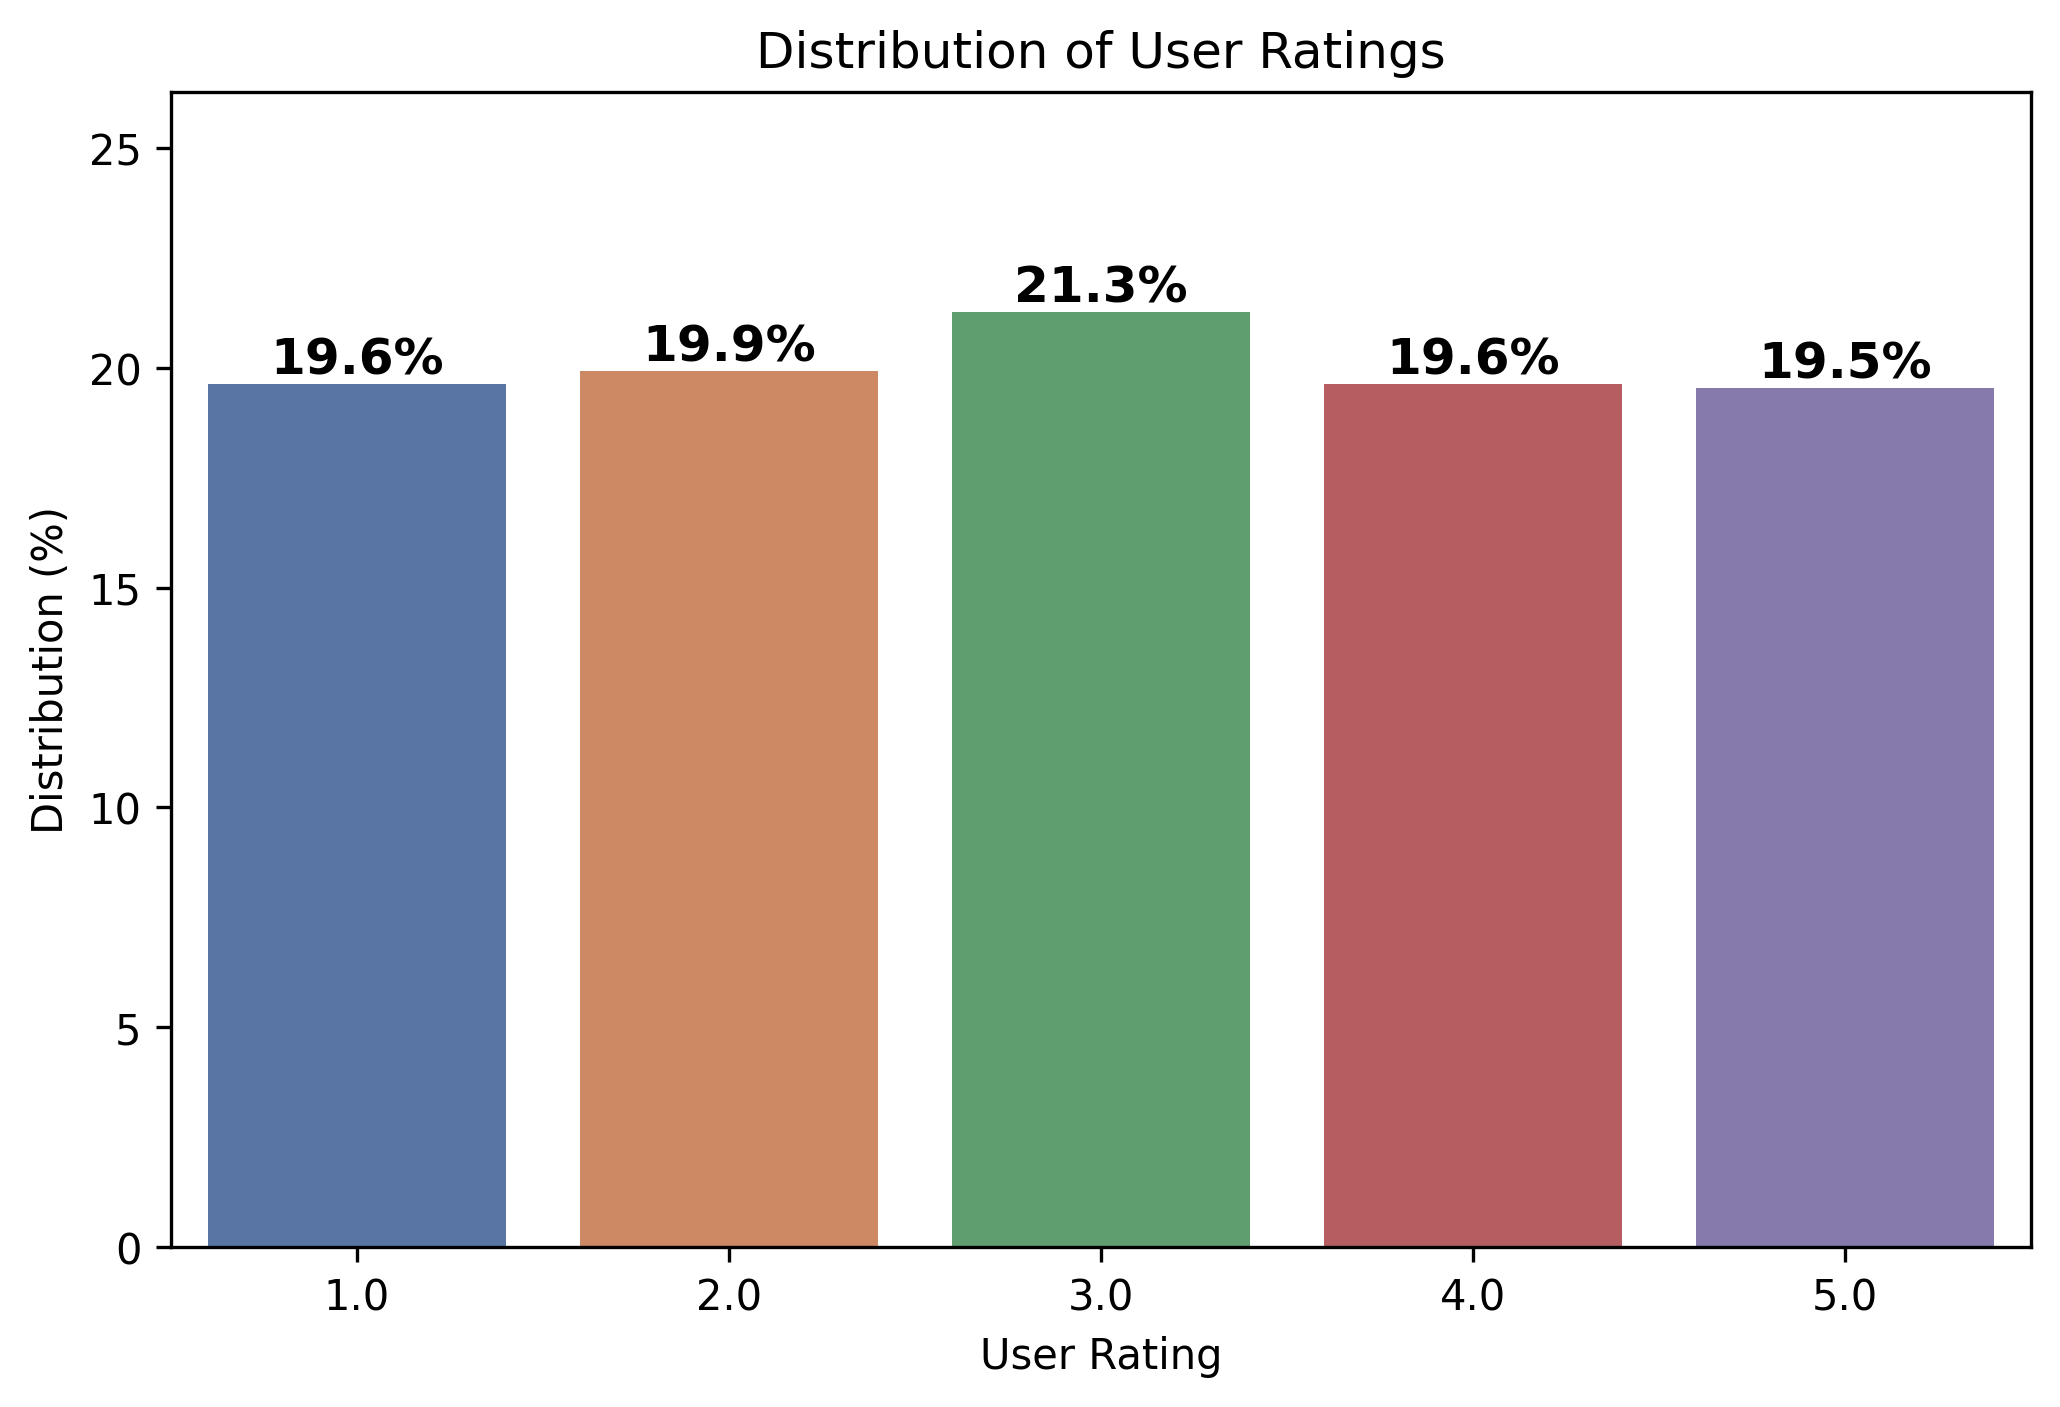 Distribution of User Ratings
Distribution (%)
25
20
15
10
5
0
19.6%
19.9%
21.3%
19.6%
19.5%
1.0 2.0 3.0 4.0 5.0
User Rating